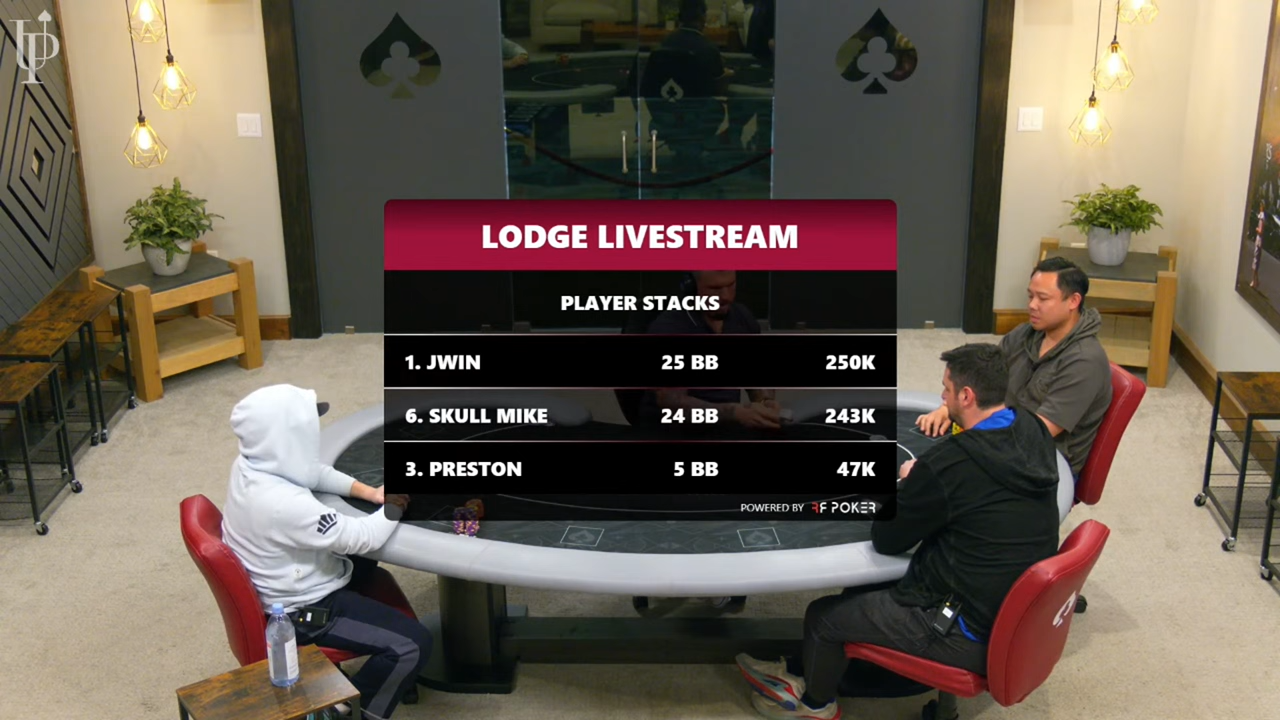 UP
LODGE LIVESTREAM
PLAYER STACKS
1. JWIN 25 BB 250K
6. SKULL MIKE 24 BB 243K
3. PRESTON 5 BB 47K
POWERED BY RF POKER